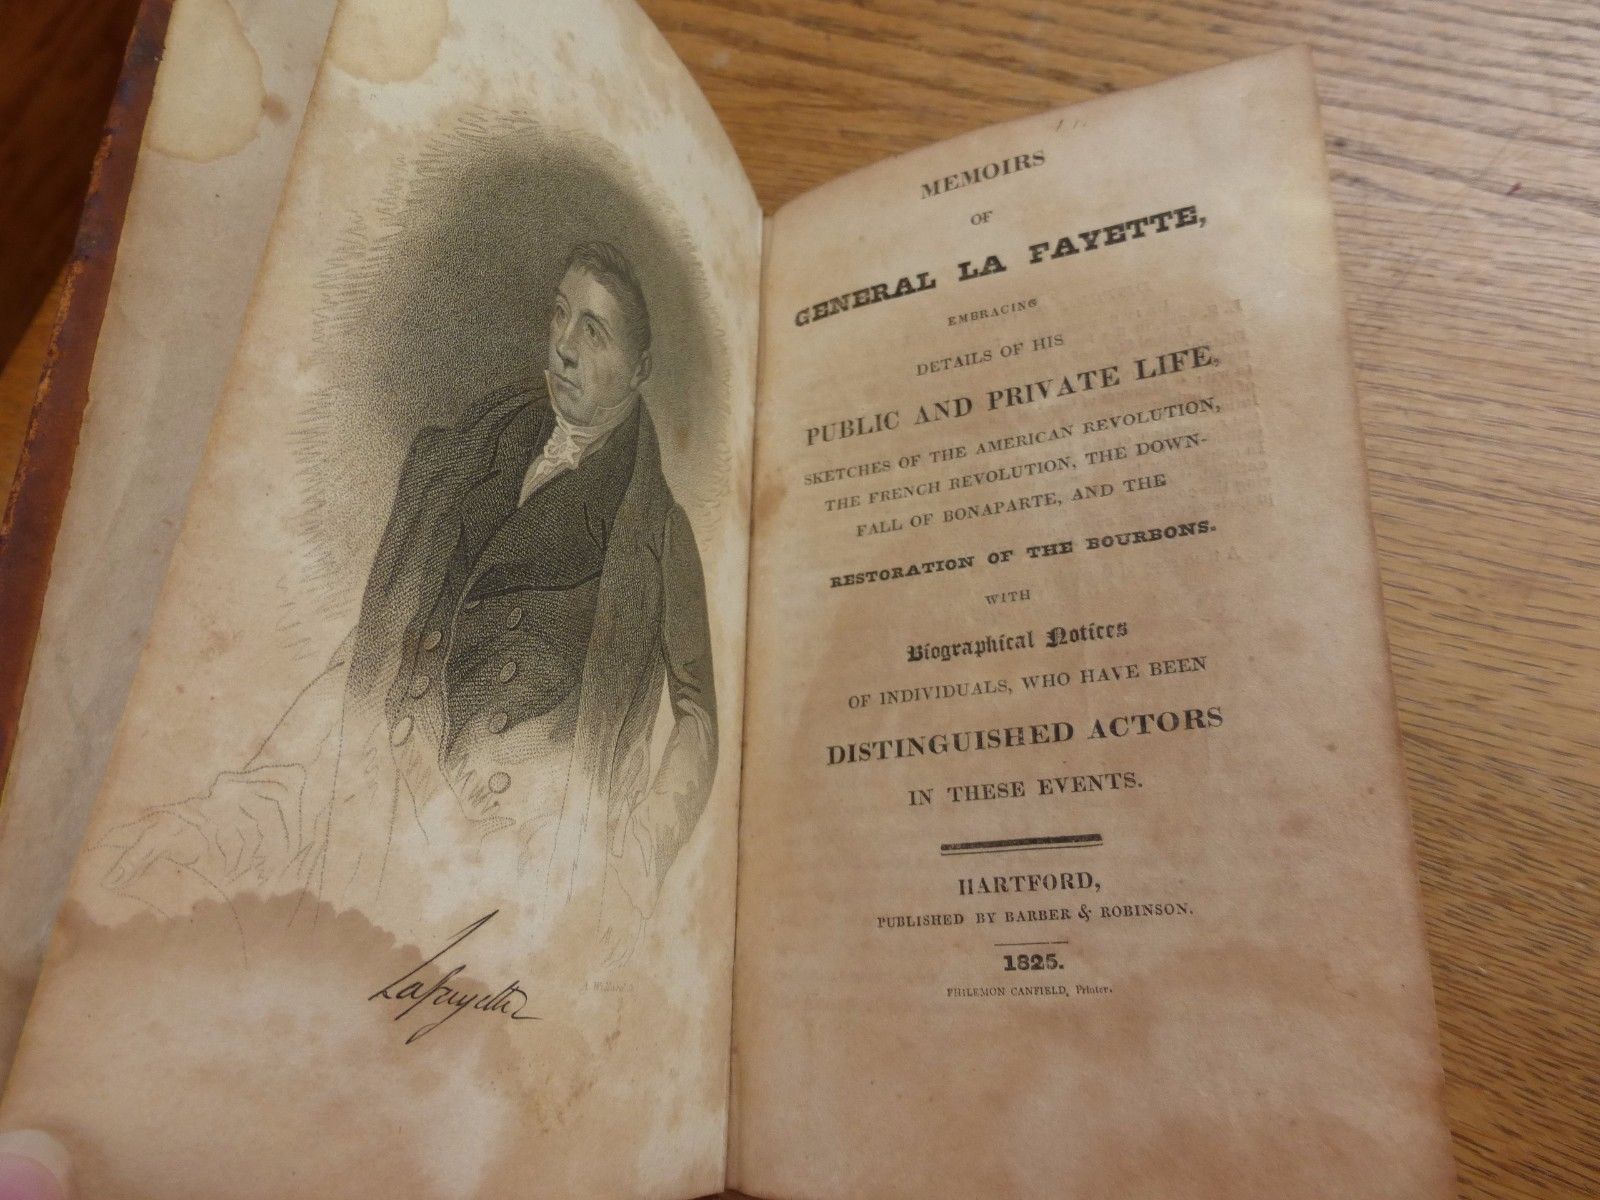 Lafayette
MEMOIRS
OF
GENERAL LA FAYETTE,
EMBRACING
DETAILS OF HIS
PUBLIC AND PRIVATE LIFE,
SKETCHES OF THE AMERICAN REVOLUTION,
THE FRENCH REVOLUTION, THE DOWN-
FALL OF BONAPARTE, AND THE
RESTORATION OF THE BOURBONS.
WITH
Biographical Notices
OF INDIVIDUALS, WHO HAVE BEEN
DISTINGUISHED ACTORS
IN THESE EVENTS.
HARTFORD,
PUBLISHED BY BARBER & ROBINSON.
1825.
PHILEMON CANFIELD, Printer.